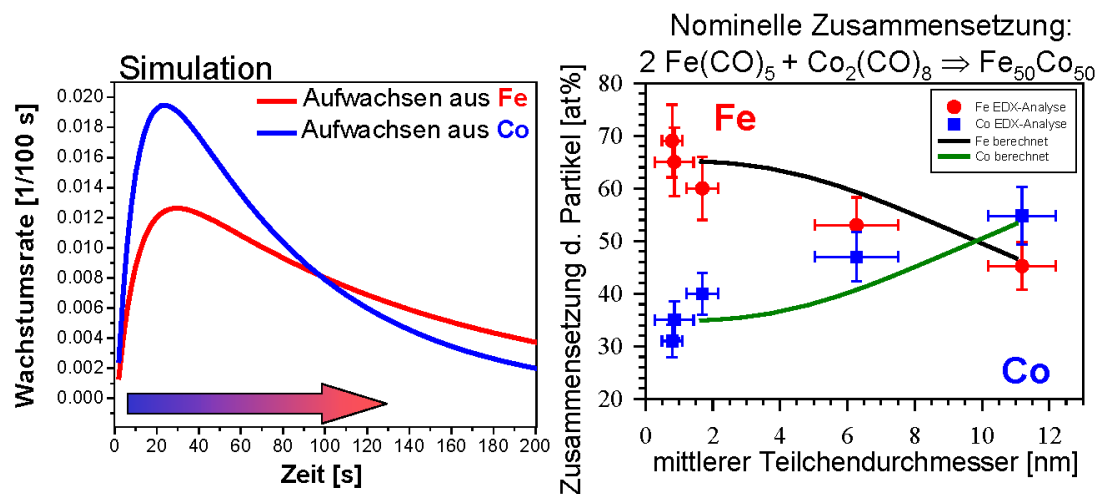 Simulation
Aufwachsen aus Fe
Aufwachsen aus Co
Wachstumsrate [1/100 s]
0.020
0.018
0.016
0.014
0.012
0.010
0.008
0.006
0.004
0.002
0.000
0 20 40 60 80 100 120 140 160 180 200
Zeit [s]
Nominelle Zusammensetzung:
2 Fe(CO)₅ + Co₂(CO)₈ ⇒ Fe₅₀Co₅₀
Zusammensetzung d. Partikel [at%]
80
70
60
50
40
30
20
Fe
Fe EDX-Analyse
Co EDX-Analyse
Fe berechnet
Co berechnet
Co
0 2 4 6 8 10 12
mittlerer Teilchendurchmesser [nm]